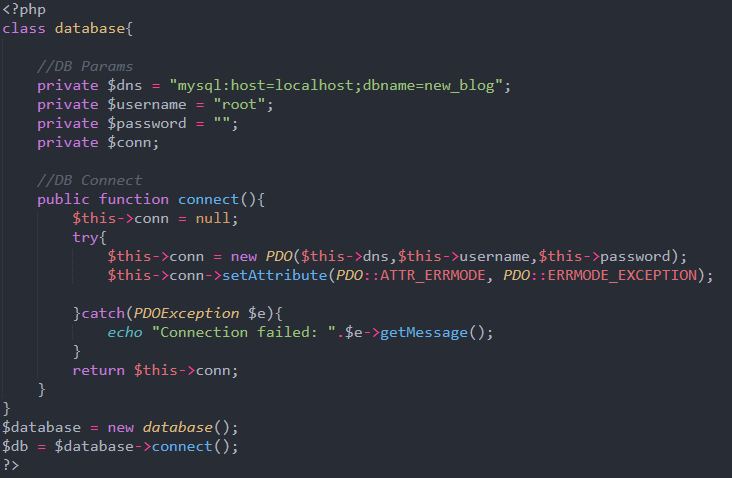 <?php
class database{
//DB Params
private $dns = "mysql:host=localhost;dbname=new_blog";
private $username = "root";
private $password = "";
private $conn;
//DB Connect
public function connect(){
$this->conn = null;
try{
$this->conn = new PDO($this->dns,$this->username,$this->password);
$this->conn->setAttribute(PDO::ATTR_ERRMODE, PDO::ERRMODE_EXCEPTION);
}catch(PDOException $e){
echo "Connection failed: ".$e->getMessage();
}
return $this->conn;
}
}
$database = new database();
$db = $database->connect();
?>